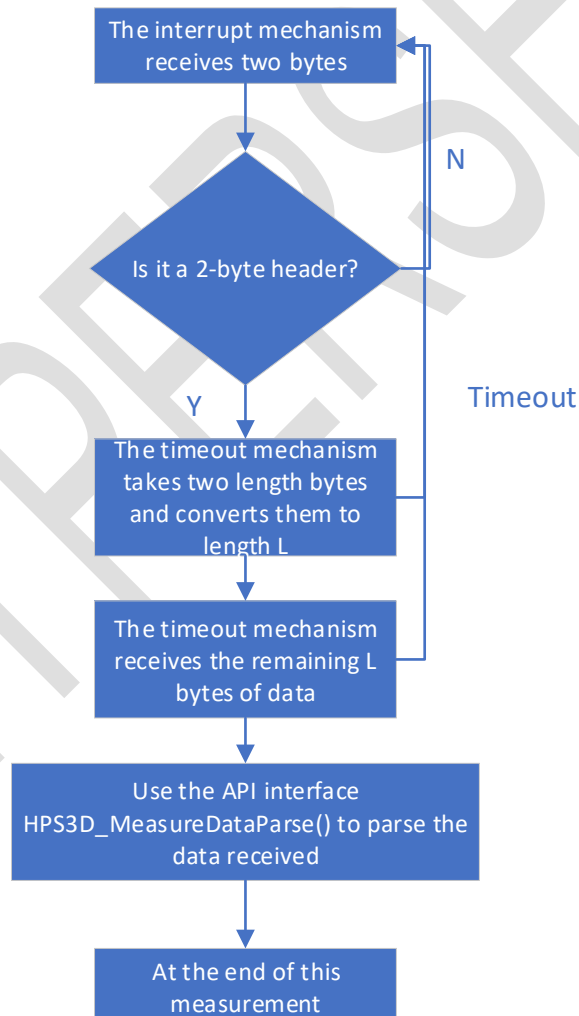 The interrupt mechanism
receives two bytes
N
Is it a 2-byte header?
Timeout
Y
The timeout mechanism
takes two length bytes
and converts them to
length L
The timeout mechanism
receives the remaining L
bytes of data
Use the API interface
HPS3D_MeasureDataParse() to parse the
data received
At the end of this
measurement